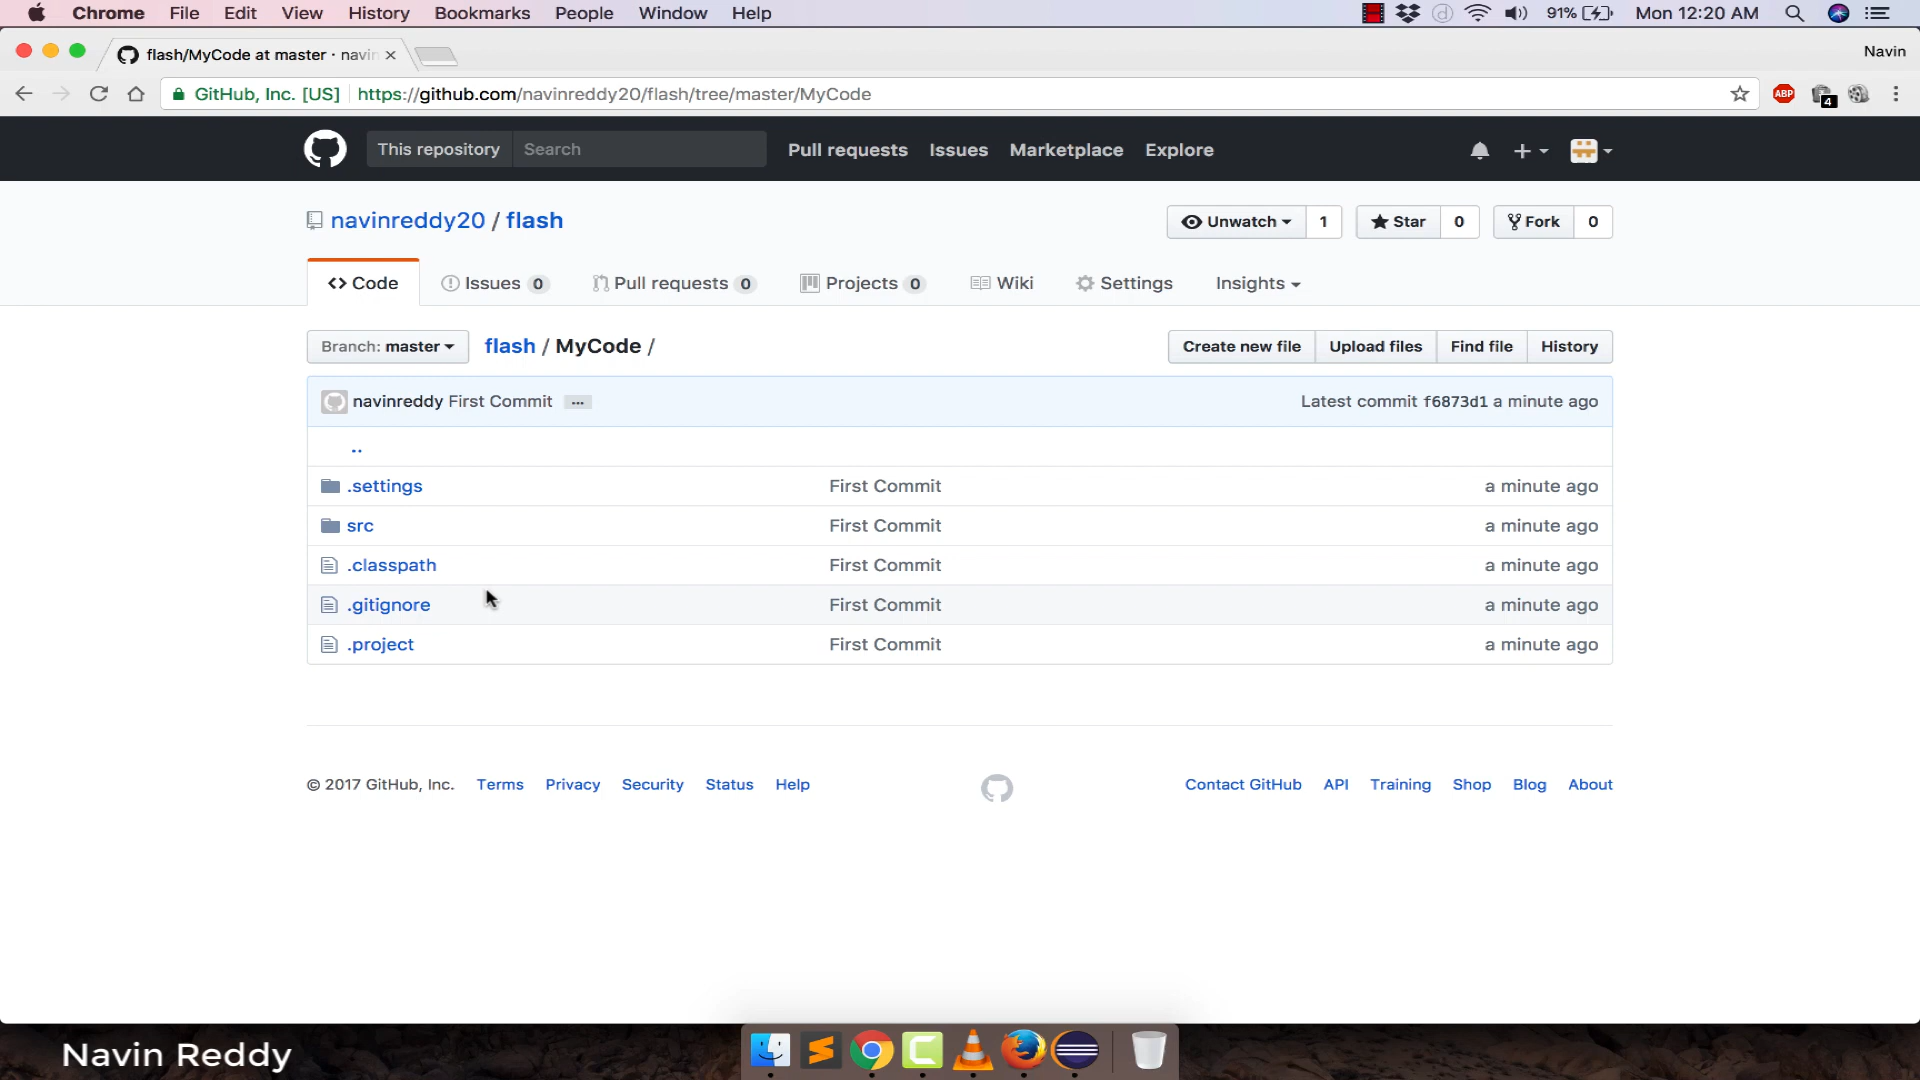 Chrome File Edit View History Bookmarks People Window Help 91% Mon 12:20 AM
flash/MyCode at master · navin Navin
GitHub, Inc. [US] https://github.com/navinreddy20/flash/tree/master/MyCode ABP 4
This repository Search Pull requests Issues Marketplace Explore
navinreddy20 / flash Unwatch 1 Star 0 Fork 0
Code Issues 0 Pull requests 0 Projects 0 Wiki Settings Insights
Branch: master flash / MyCode / Create new file Upload files Find file History
navinreddy First Commit ... Latest commit f6873d1 a minute ago
..
.settings First Commit a minute ago
src First Commit a minute ago
.classpath First Commit a minute ago
.gitignore First Commit a minute ago
.project First Commit a minute ago
© 2017 GitHub, Inc. Terms Privacy Security Status Help Contact GitHub API Training Shop Blog About
Navin Reddy